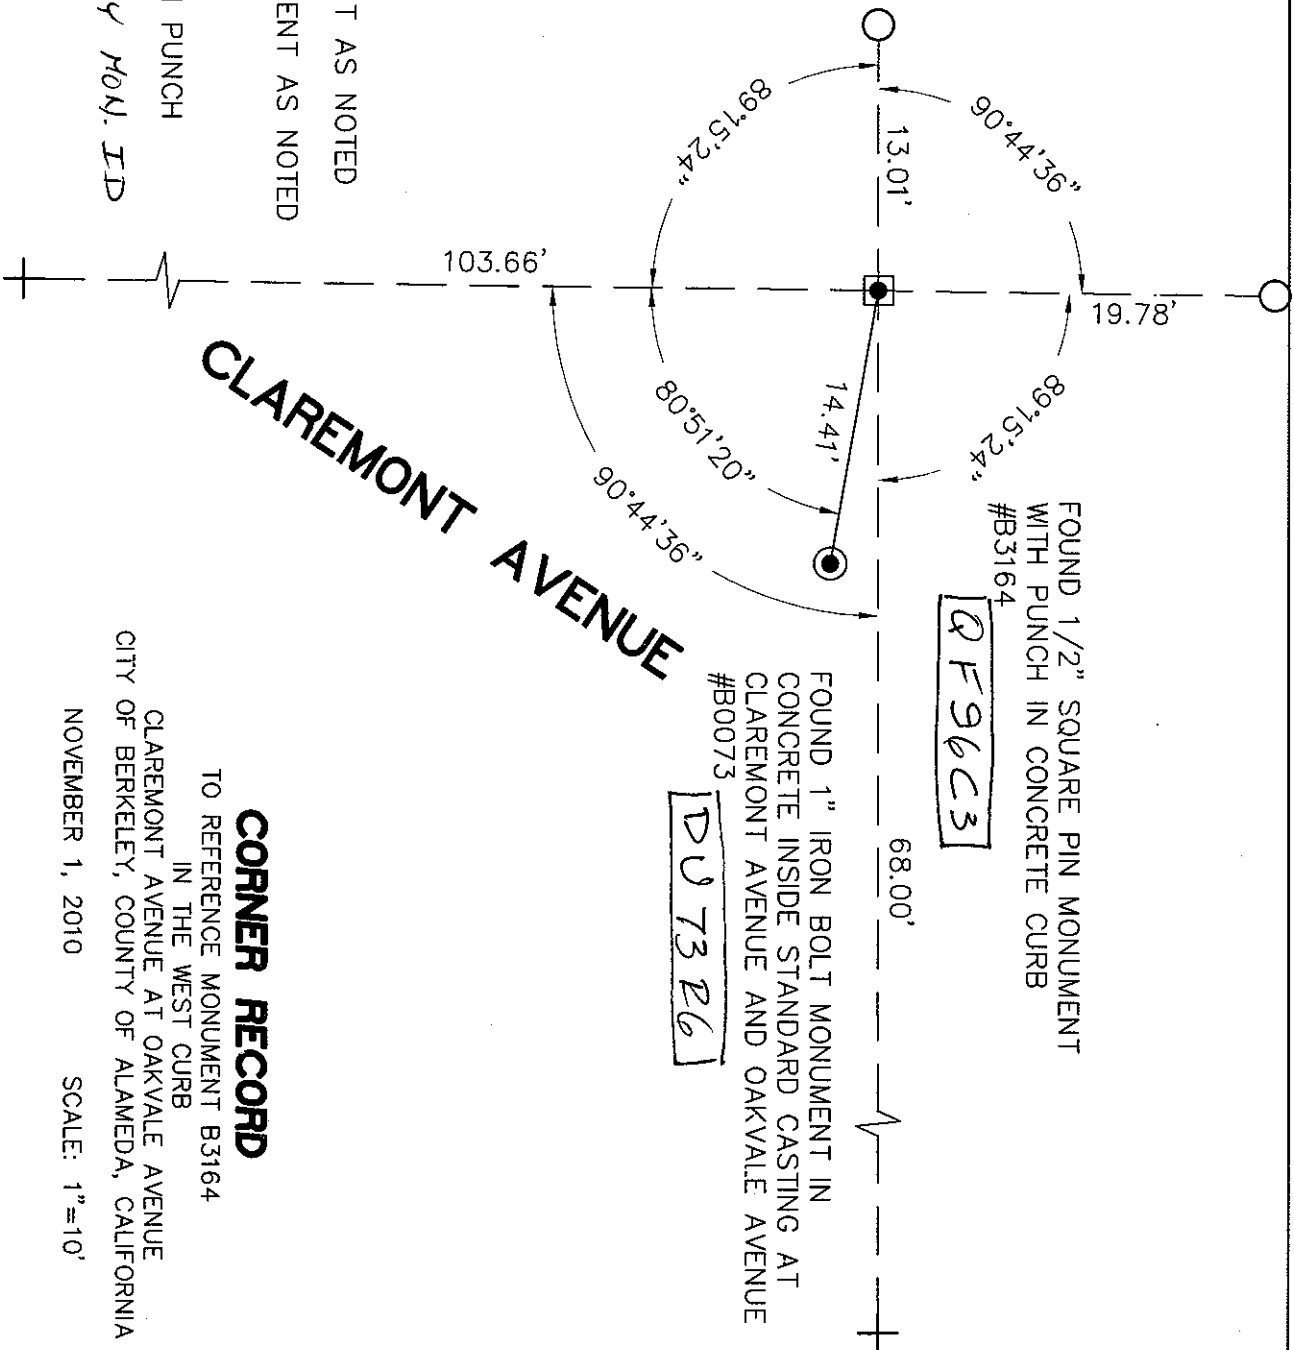 T AS NOTED
ENT AS NOTED
PUNCH
Y MON. ID
13.01'
90°44'36"
89°15'24"
19.78'
103.66'
89°15'24"
14.41'
80°51'20"
90°44'36"
68.00'
CLAREMONT AVENUE
FOUND 1/2" SQUARE PIN MONUMENT
WITH PUNCH IN CONCRETE CURB
#B3164
QF96C3
FOUND 1" IRON BOLT MONUMENT IN
CONCRETE INSIDE STANDARD CASTING AT
CLAREMONT AVENUE AND OAKVALE AVENUE
#B0073
CORNER RECORD
TO REFERENCE MONUMENT B3164
IN THE WEST CURB
CLAREMONT AVENUE AT OAKVALE AVENUE
CITY OF BERKELEY, COUNTY OF ALAMEDA, CALIFORNIA
NOVEMBER 1, 2010 SCALE: 1"=10'